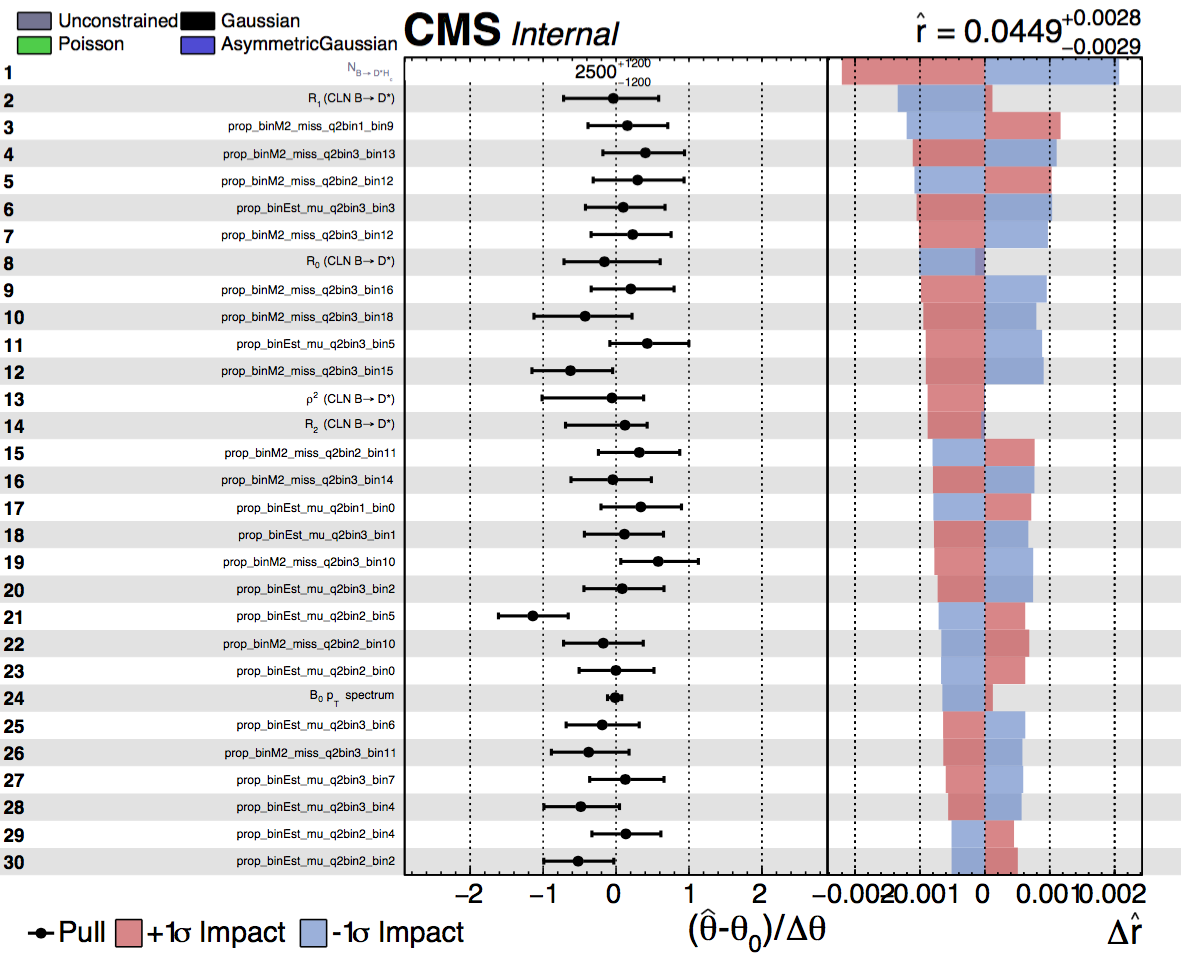 Unconstrained Gaussian
Poisson AsymmetricGaussian
CMS Internal
r̂ = 0.0449 +0.0028 −0.0029
1 N B→ D*H c 2500 +1200 −1200
2 R1 (CLN B→ D*)
3 prop_binM2_miss_q2bin1_bin9
4 prop_binM2_miss_q2bin3_bin13
5 prop_binM2_miss_q2bin2_bin12
6 prop_binEst_mu_q2bin3_bin3
7 prop_binM2_miss_q2bin3_bin12
8 R0 (CLN B→ D*)
9 prop_binM2_miss_q2bin3_bin16
10 prop_binM2_miss_q2bin3_bin18
11 prop_binEst_mu_q2bin3_bin5
12 prop_binM2_miss_q2bin3_bin15
13 ρ² (CLN B→ D*)
14 R2 (CLN B→ D*)
15 prop_binM2_miss_q2bin2_bin11
16 prop_binM2_miss_q2bin3_bin14
17 prop_binEst_mu_q2bin1_bin0
18 prop_binEst_mu_q2bin3_bin1
19 prop_binM2_miss_q2bin3_bin10
20 prop_binEst_mu_q2bin3_bin2
21 prop_binEst_mu_q2bin2_bin5
22 prop_binM2_miss_q2bin2_bin10
23 prop_binEst_mu_q2bin2_bin0
24 B0 pT spectrum
25 prop_binEst_mu_q2bin3_bin6
26 prop_binM2_miss_q2bin3_bin11
27 prop_binEst_mu_q2bin3_bin7
28 prop_binEst_mu_q2bin3_bin4
29 prop_binEst_mu_q2bin2_bin4
30 prop_binEst_mu_q2bin2_bin2
−2 −1 0 1 2 −0.002 −0.001 0 0.001 0.002
Pull +1σ Impact -1σ Impact (θ̂-θ0)/Δθ Δr̂